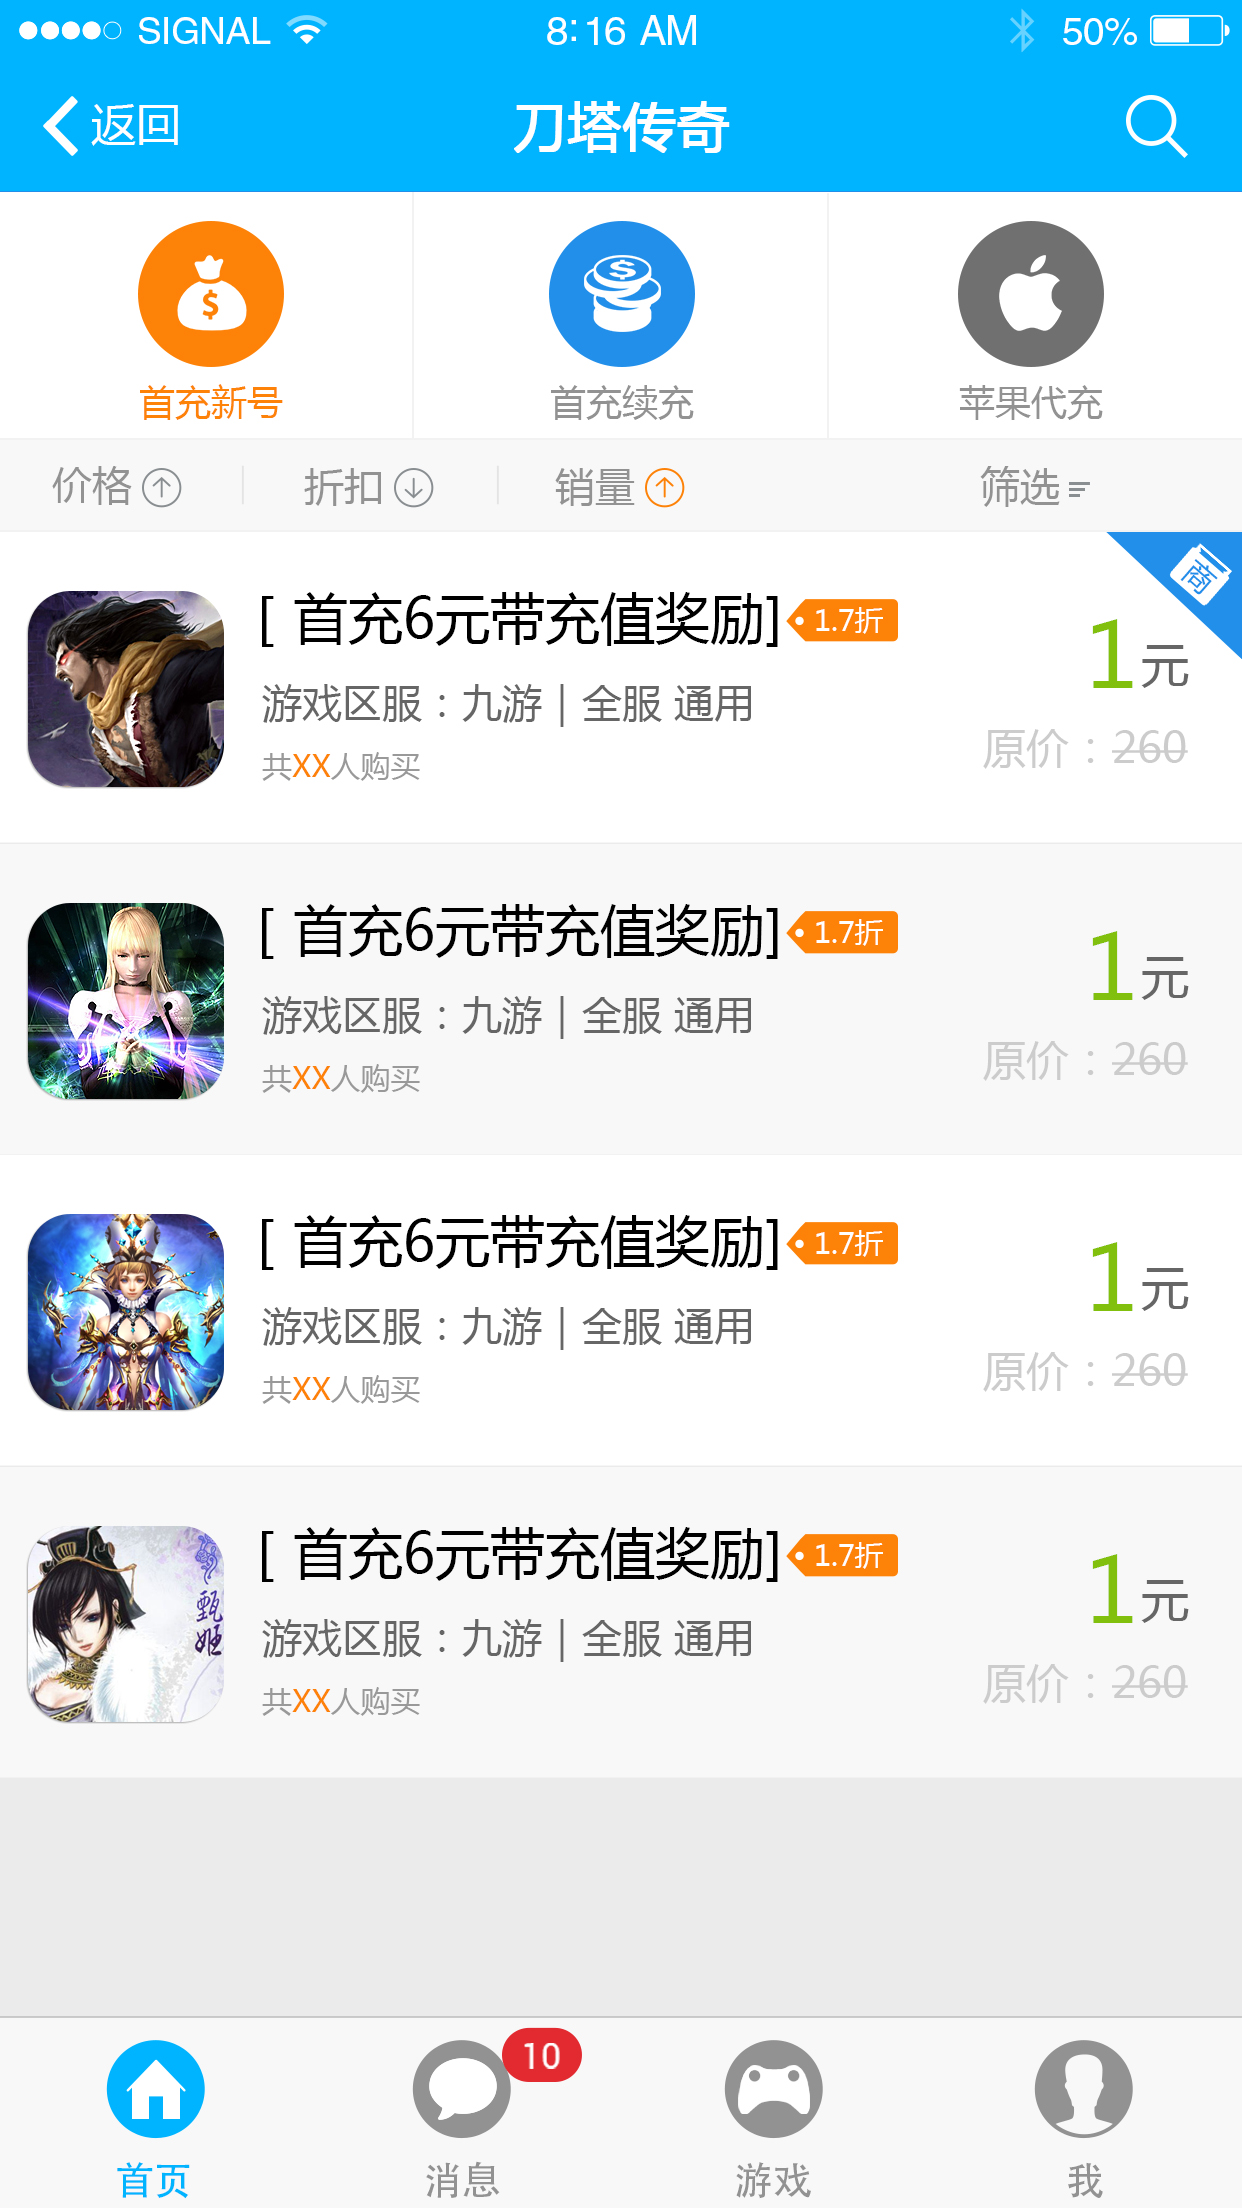 SIGNAL 8:16 AM 50%
返回 刀塔传奇
首充新号 首充续充 苹果代充
价格 折扣 销量 筛选
商
[ 首充6元带充值奖励] 1.7折
1元
游戏区服：九游 | 全服 通用
原价：260
共XX人购买
[ 首充6元带充值奖励] 1.7折
1元
游戏区服：九游 | 全服 通用
原价：260
共XX人购买
[ 首充6元带充值奖励] 1.7折
1元
游戏区服：九游 | 全服 通用
原价：260
共XX人购买
[ 首充6元带充值奖励] 1.7折
甄姬
1元
游戏区服：九游 | 全服 通用
原价：260
共XX人购买
10
首页 消息 游戏 我